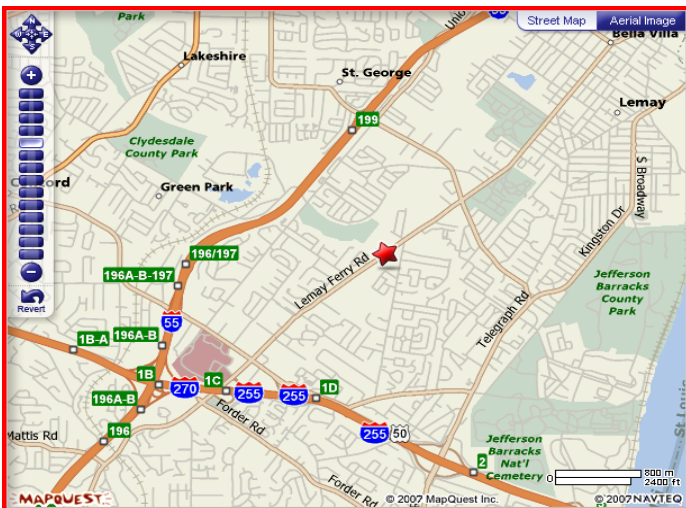 Park
Unio
Street Map
Aerial Image
Bella Villa
Lakeshire
St. George
Lemay
199
Clydesdale
County Park
S Broadway
Green Park
Kingston Dr
196/197
196A-B-197
Lemay Ferry Rd
Jefferson
Barracks
County
Park
Revert
55
Telegraph Rd
1B-A
196A-B
1B
270
1C
255
255
1D
196A-B
Forder Rd
196
255
50
Mattis Rd
St Louis
Jefferson
Barracks
Nat'l
Cemetery
2
Forder Rd
0
800 m
2400 ft
MAPQUEST
© 2007 MapQuest Inc.
© 2007 NAVTEQ